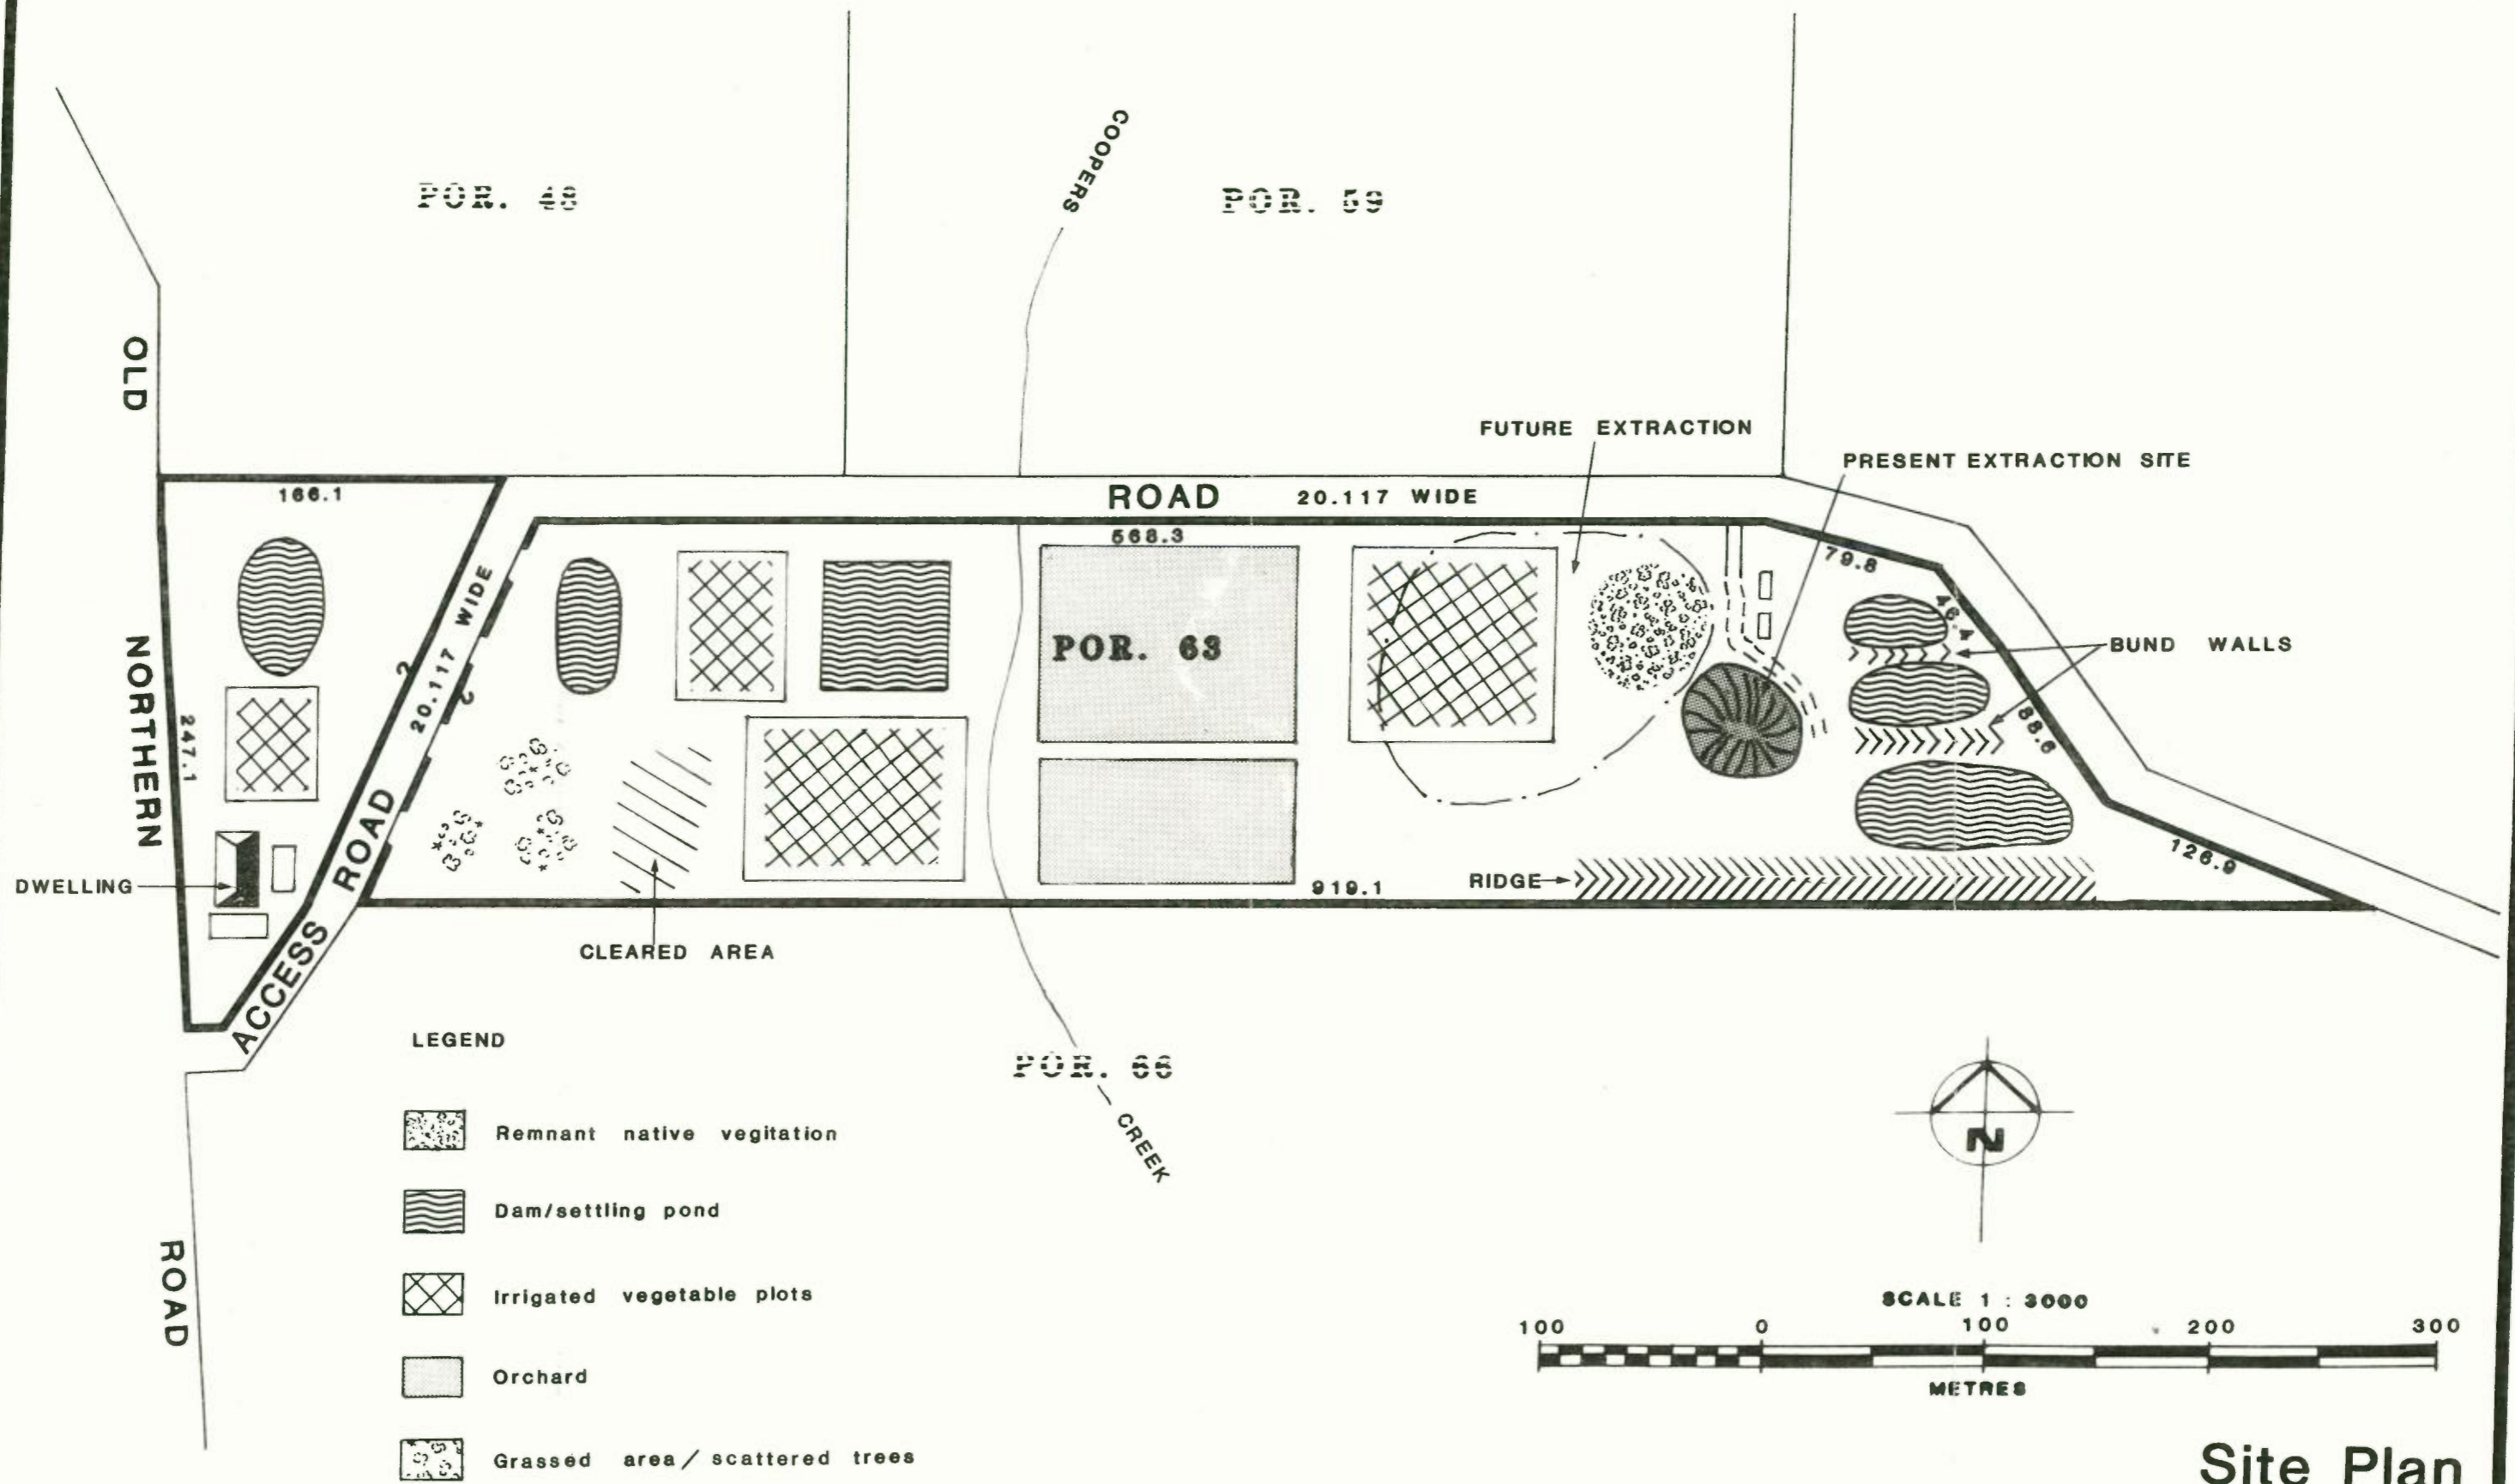 COOPERS
POR. 48
POR. 59
OLD
FUTURE EXTRACTION
PRESENT EXTRACTION SITE
166.1
ROAD 20.117 WIDE
568.3
79.8
46.4
20.117 WIDE
2
2
NORTHERN
247.1
POR. 63
BUND WALLS
88.6
ACCESS ROAD
DWELLING
919.1
RIDGE
126.9
CLEARED AREA
LEGEND
POR. 66
CREEK
Remnant native vegitation
Dam/settling pond
Irrigated vegetable plots
Orchard
Grassed area / scattered trees
ROAD
N
SCALE 1 : 3000
100 0 100 200 300
METRES
Site Plan